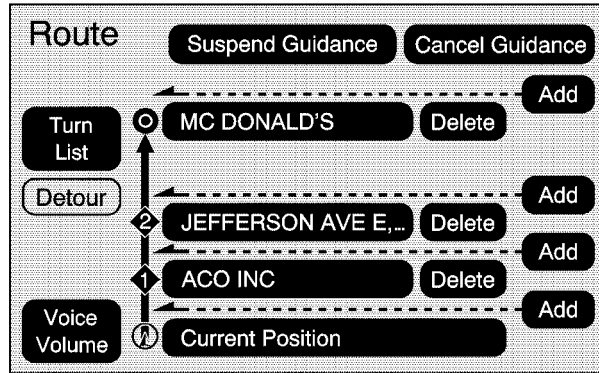 Route
Suspend Guidance
Cancel Guidance
Add
Turn
List
MC DONALD'S
Delete
Detour
Add
2
JEFFERSON AVE E,...
Delete
Add
1
ACO INC
Delete
Add
Voice
Volume
Current Position